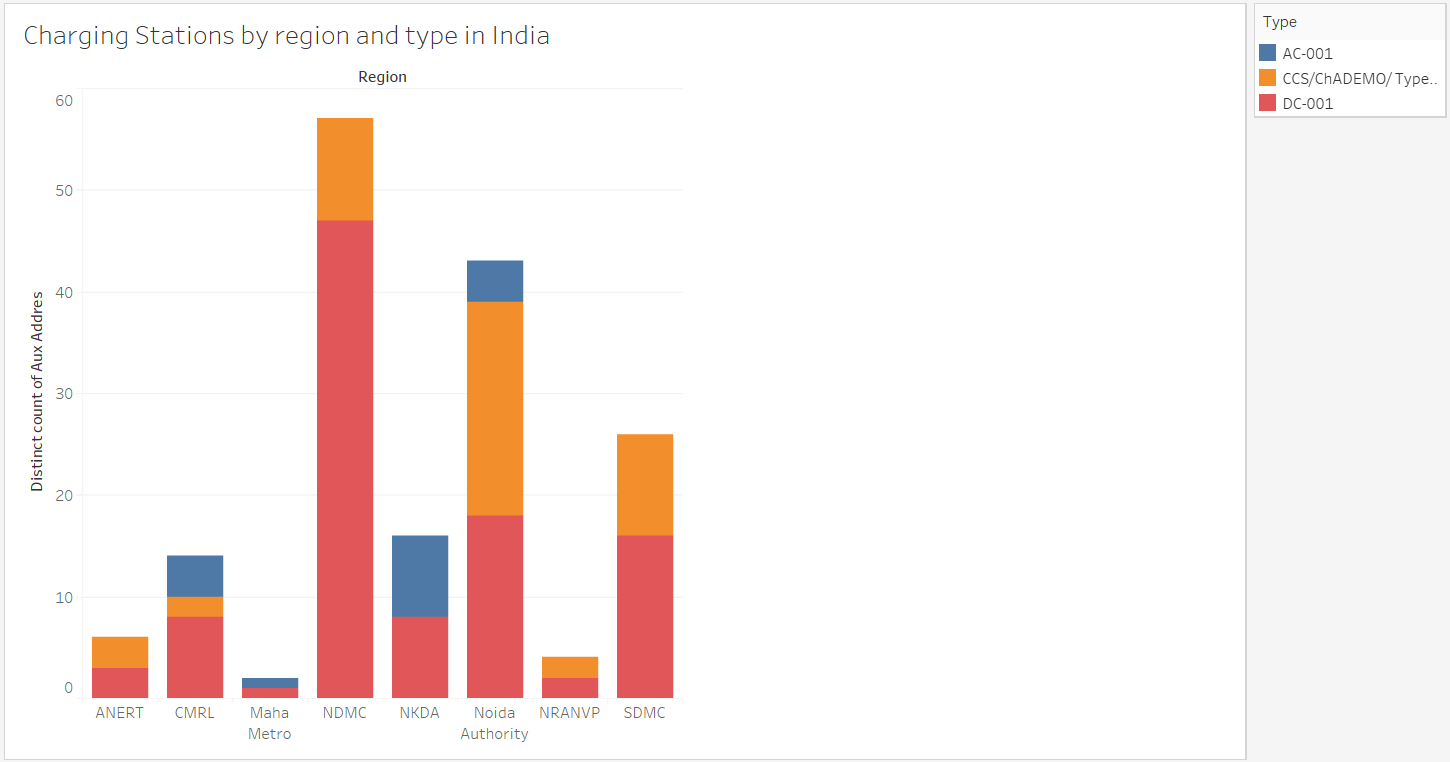 Charging Stations by region and type in India
Region
60
50
40
30
20
10
0
Distinct count of Aux Addres
ANERT
CMRL
Maha
Metro
NDMC
NKDA
Noida
Authority
NRANVP
SDMC
Type
AC-001
CCS/ChADEMO/ Type..
DC-001